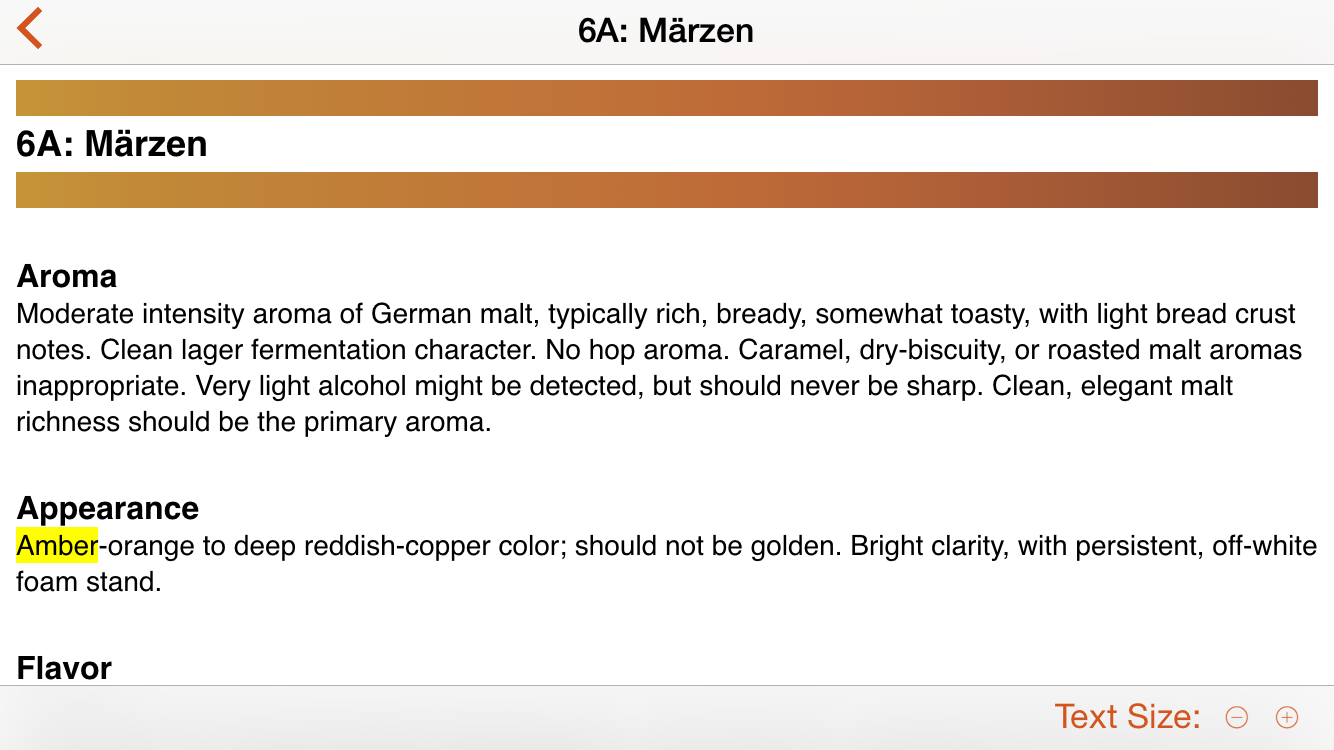 6A: Märzen
6A: Märzen
Aroma
Moderate intensity aroma of German malt, typically rich, bready, somewhat toasty, with light bread crust
notes. Clean lager fermentation character. No hop aroma. Caramel, dry-biscuity, or roasted malt aromas
inappropriate. Very light alcohol might be detected, but should never be sharp. Clean, elegant malt
richness should be the primary aroma.
Appearance
Amber-orange to deep reddish-copper color; should not be golden. Bright clarity, with persistent, off-white
foam stand.
Flavor
Text Size: